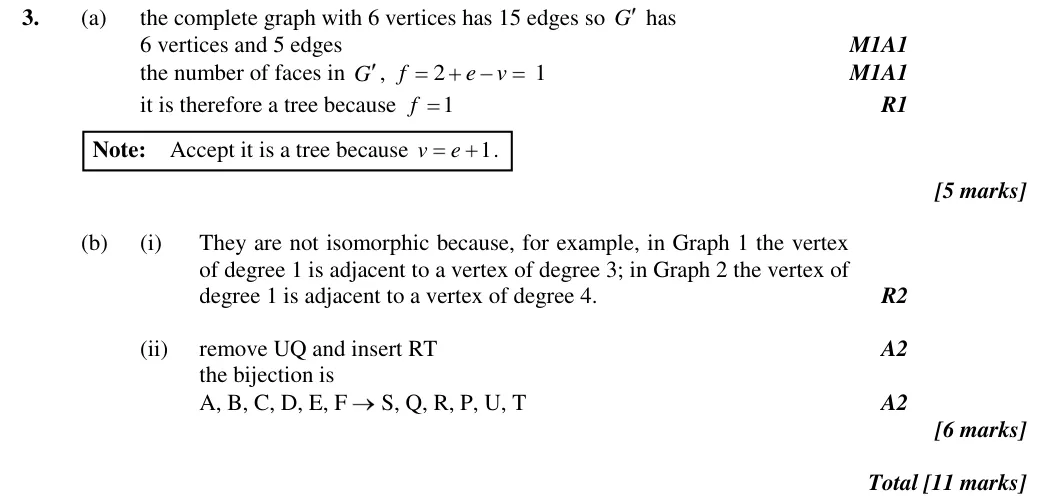 3. (a) the complete graph with 6 vertices has 15 edges so G′ has
6 vertices and 5 edges M1A1
the number of faces in G′, f = 2 + e − v = 1 M1A1
it is therefore a tree because f = 1 R1
Note: Accept it is a tree because v = e + 1.
[5 marks]
(b) (i) They are not isomorphic because, for example, in Graph 1 the vertex
of degree 1 is adjacent to a vertex of degree 3; in Graph 2 the vertex of
degree 1 is adjacent to a vertex of degree 4. R2
(ii) remove UQ and insert RT A2
the bijection is
A, B, C, D, E, F → S, Q, R, P, U, T A2
[6 marks]
Total [11 marks]